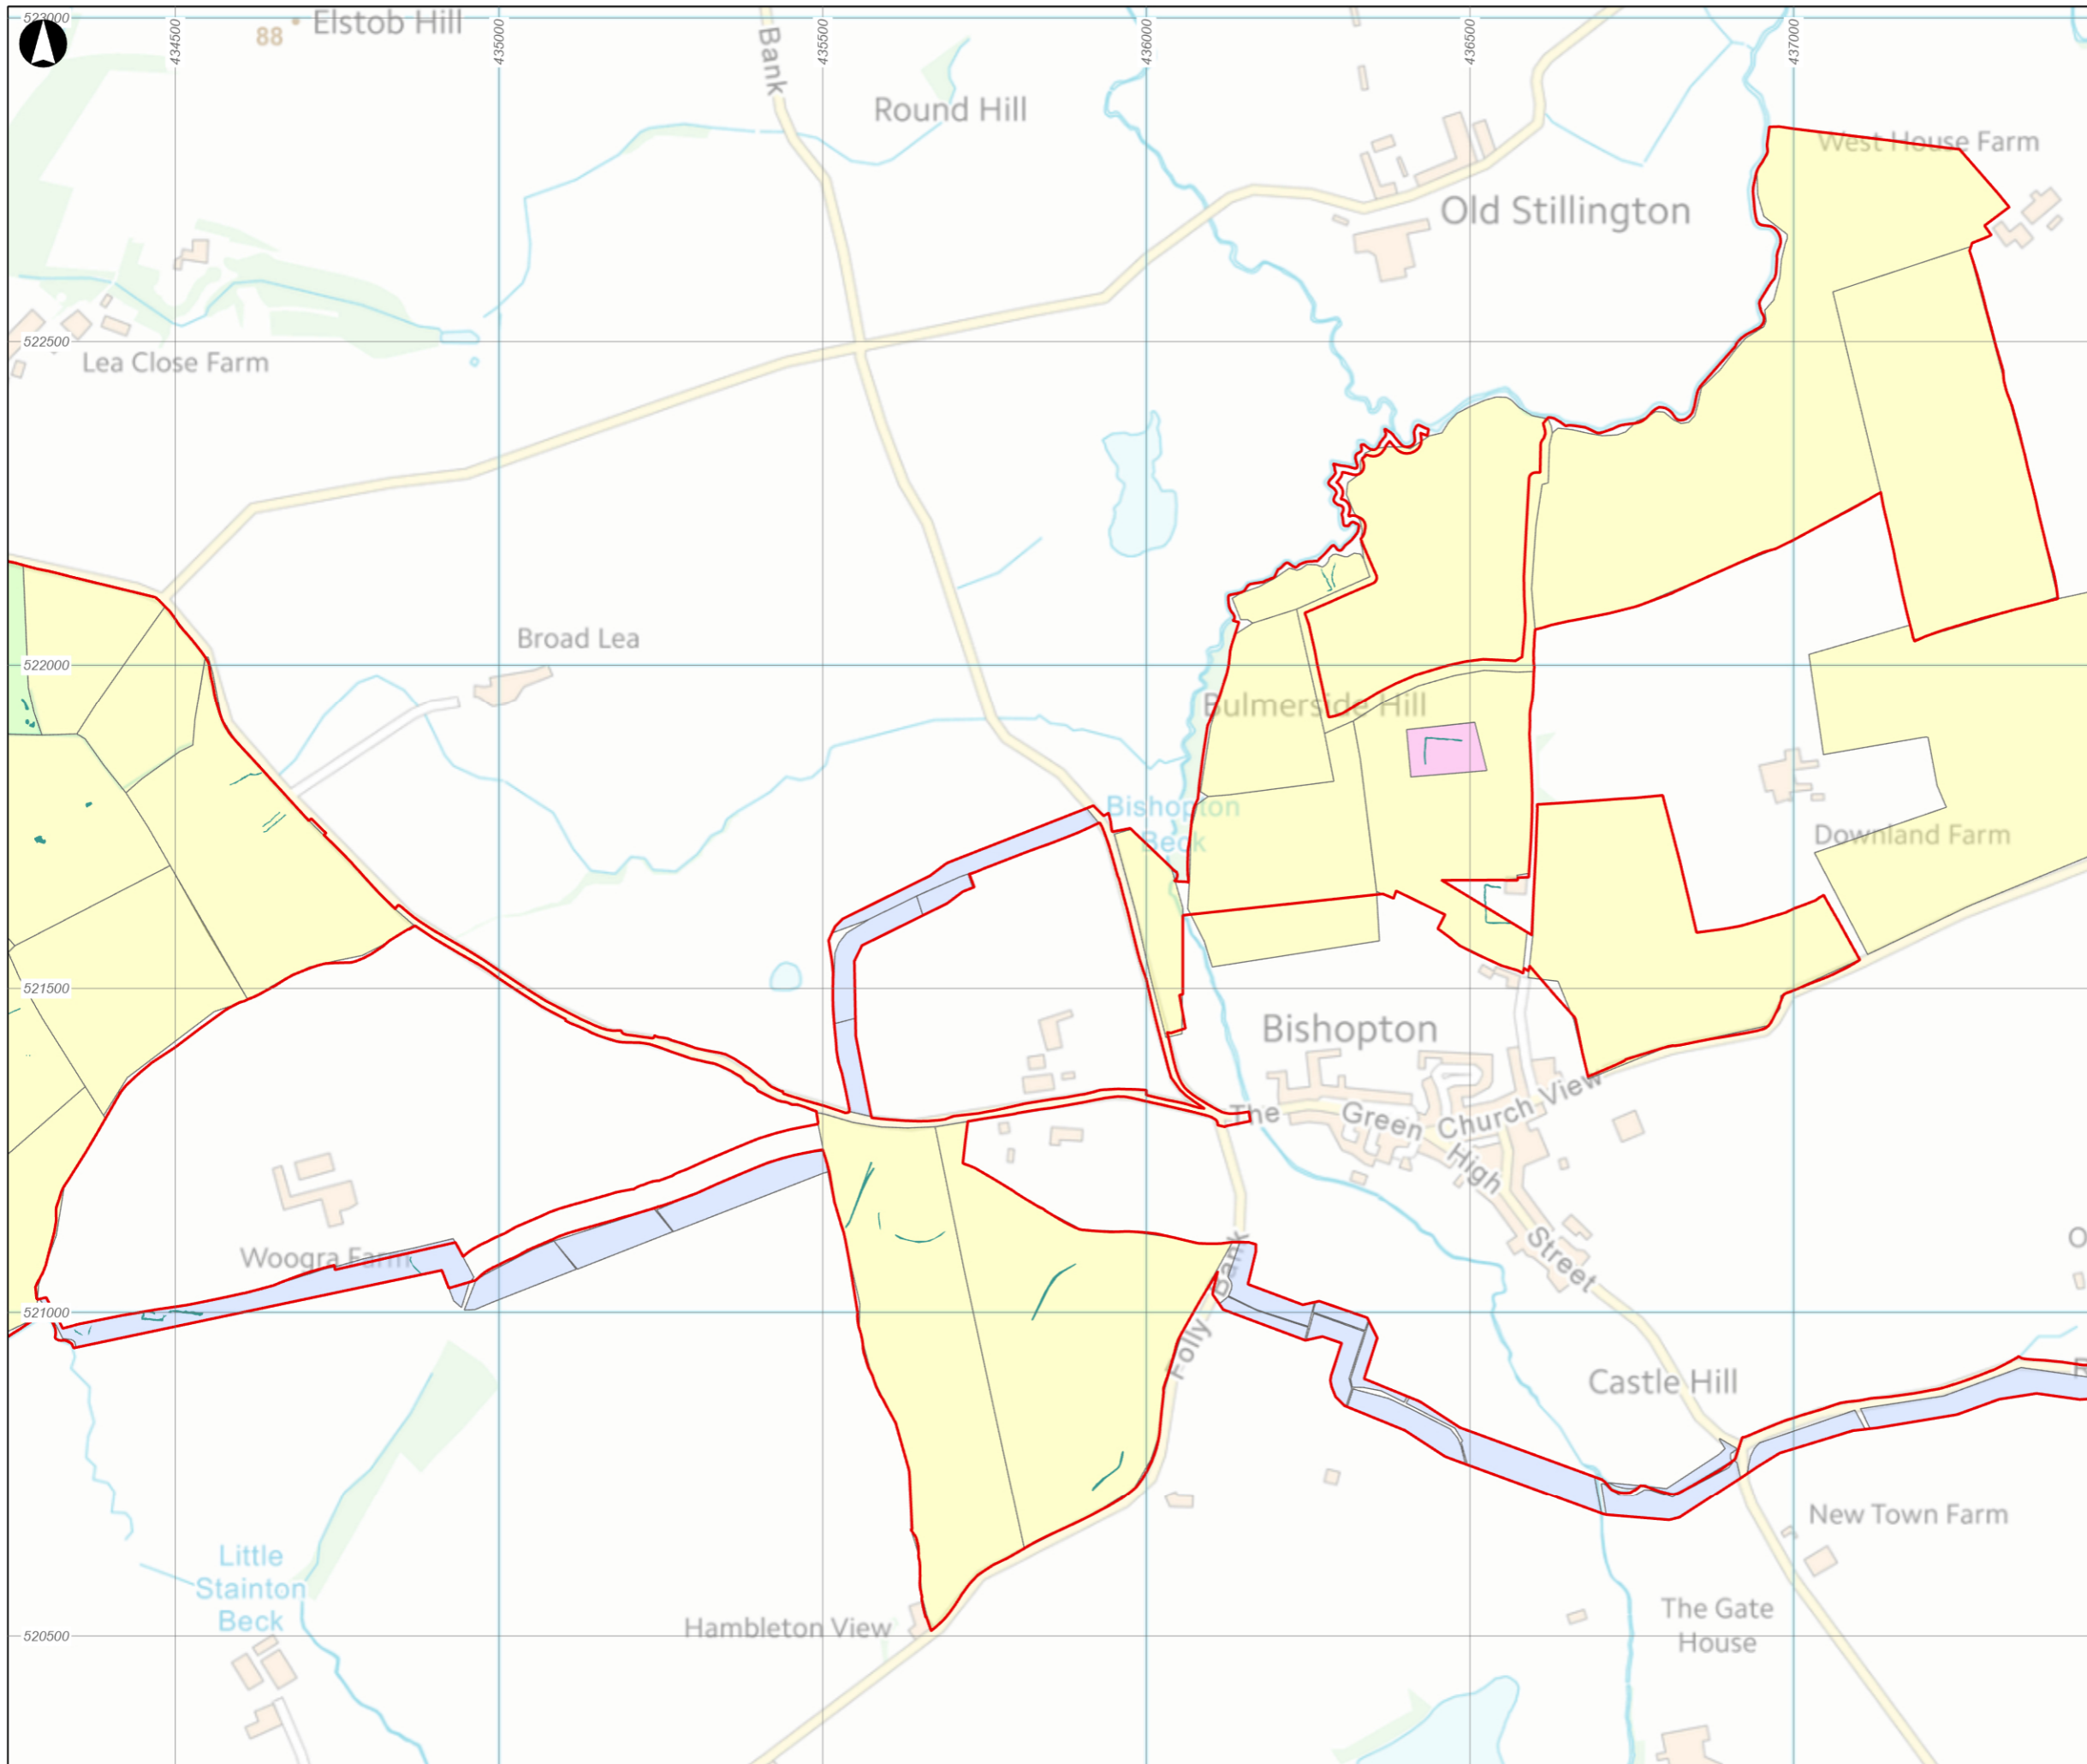 523000
434500
435000
435500
436000
436500
437000
88
Elstob Hill
Bank
Round Hill
West House Farm
Old Stillington
522500
Lea Close Farm
Broad Lea
522000
Bulmerside Hill
Bishopton
Beck
Downland Farm
521500
Bishopton
The
Green
Church View
High
Street
Woogra Farm
Folly Bank
521000
Castle Hill
New Town Farm
Little
Stainton
Beck
Hambleton View
520500
The Gate
House